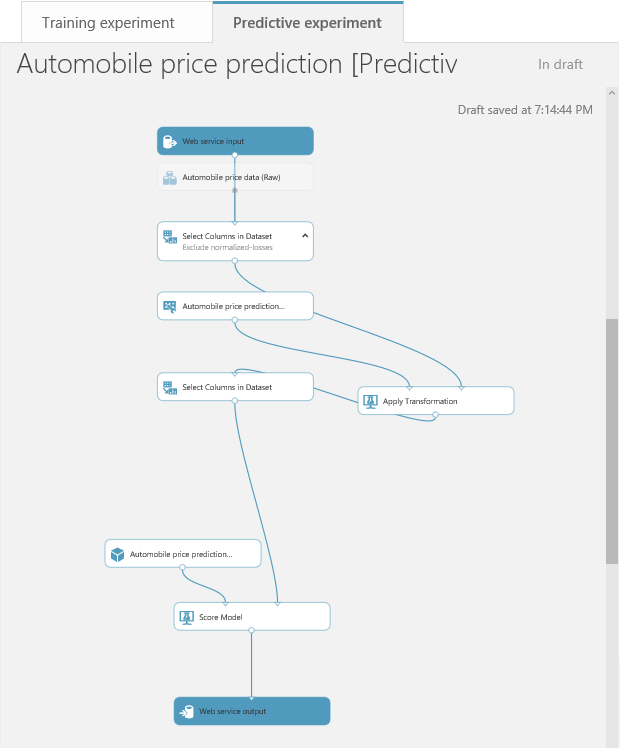 Training experiment
Predictive experiment
Automobile price prediction [Predictiv
In draft
Draft saved at 7:14:44 PM
Web service input
Automobile price data (Raw)
Select Columns in Dataset
Exclude normalized-losses
Automobile price prediction...
Select Columns in Dataset
Apply Transformation
Automobile price prediction...
Score Model
Web service output